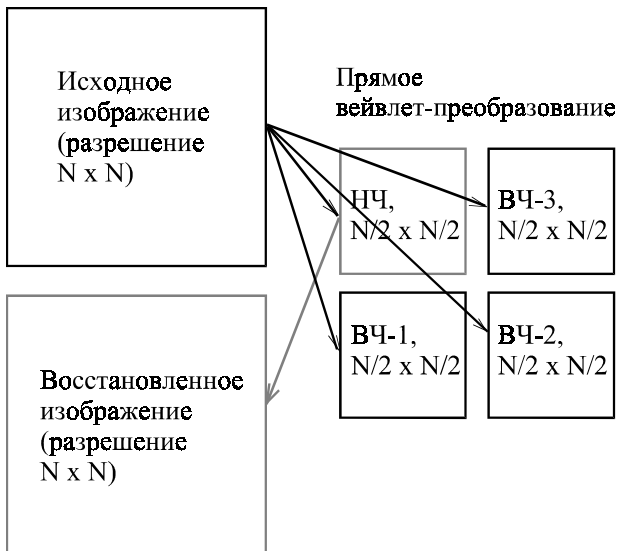 Исходное
изображение
(разрешение
N x N)
Прямое
вейвлет-преобразование
НЧ,
N/2 x N/2
ВЧ-3,
N/2 x N/2
ВЧ-1,
N/2 x N/2
ВЧ-2,
N/2 x N/2
Восстановленное
изображение
(разрешение
N x N)